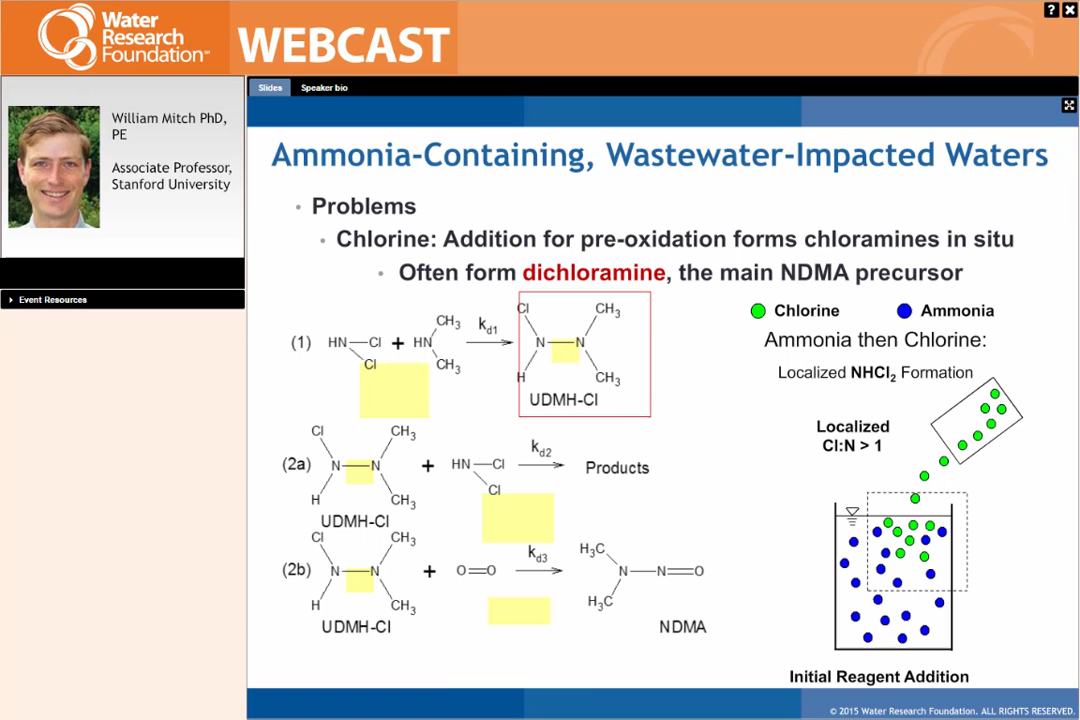 Water
Research
Foundation™
WEBCAST
William Mitch PhD,
PE
Associate Professor,
Stanford University
Event Resources
Slides
Speaker bio
Ammonia-Containing, Wastewater-Impacted Waters
• Problems
• Chlorine: Addition for pre-oxidation forms chloramines in situ
• Often form dichloramine, the main NDMA precursor
(1) HN Cl Cl + HN CH3 CH3 kd1 Cl H N N CH3 CH3
UDMH-Cl
(2a) Cl H N N CH3 CH3 + HN Cl Cl kd2 Products
UDMH-Cl
(2b) Cl H N N CH3 CH3 + O=O kd3 H3C H3C N N=O
UDMH-Cl NDMA
Chlorine Ammonia
Ammonia then Chlorine:
Localized NHCl2 Formation
Localized
Cl:N > 1
Initial Reagent Addition
© 2015 Water Research Foundation. ALL RIGHTS RESERVED.